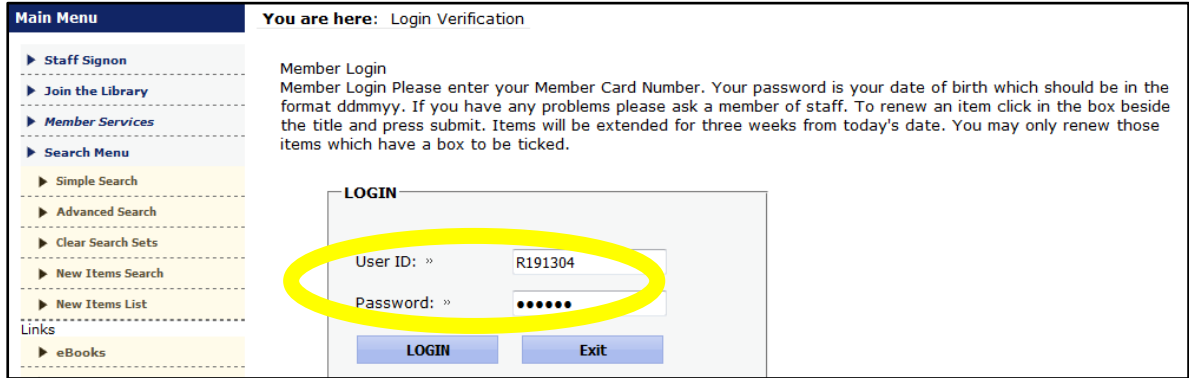 Main Menu
Staff Signon
Join the Library
Member Services
Search Menu
Simple Search
Advanced Search
Clear Search Sets
New Items Search
New Items List
Links
eBooks
You are here: Login Verification
Member Login
Member Login Please enter your Member Card Number. Your password is your date of birth which should be in the
format ddmmyy. If you have any problems please ask a member of staff. To renew an item click in the box beside
the title and press submit. Items will be extended for three weeks from today's date. You may only renew those
items which have a box to be ticked.
LOGIN
User ID: » R191304
Password: » ●●●●●●
LOGIN Exit